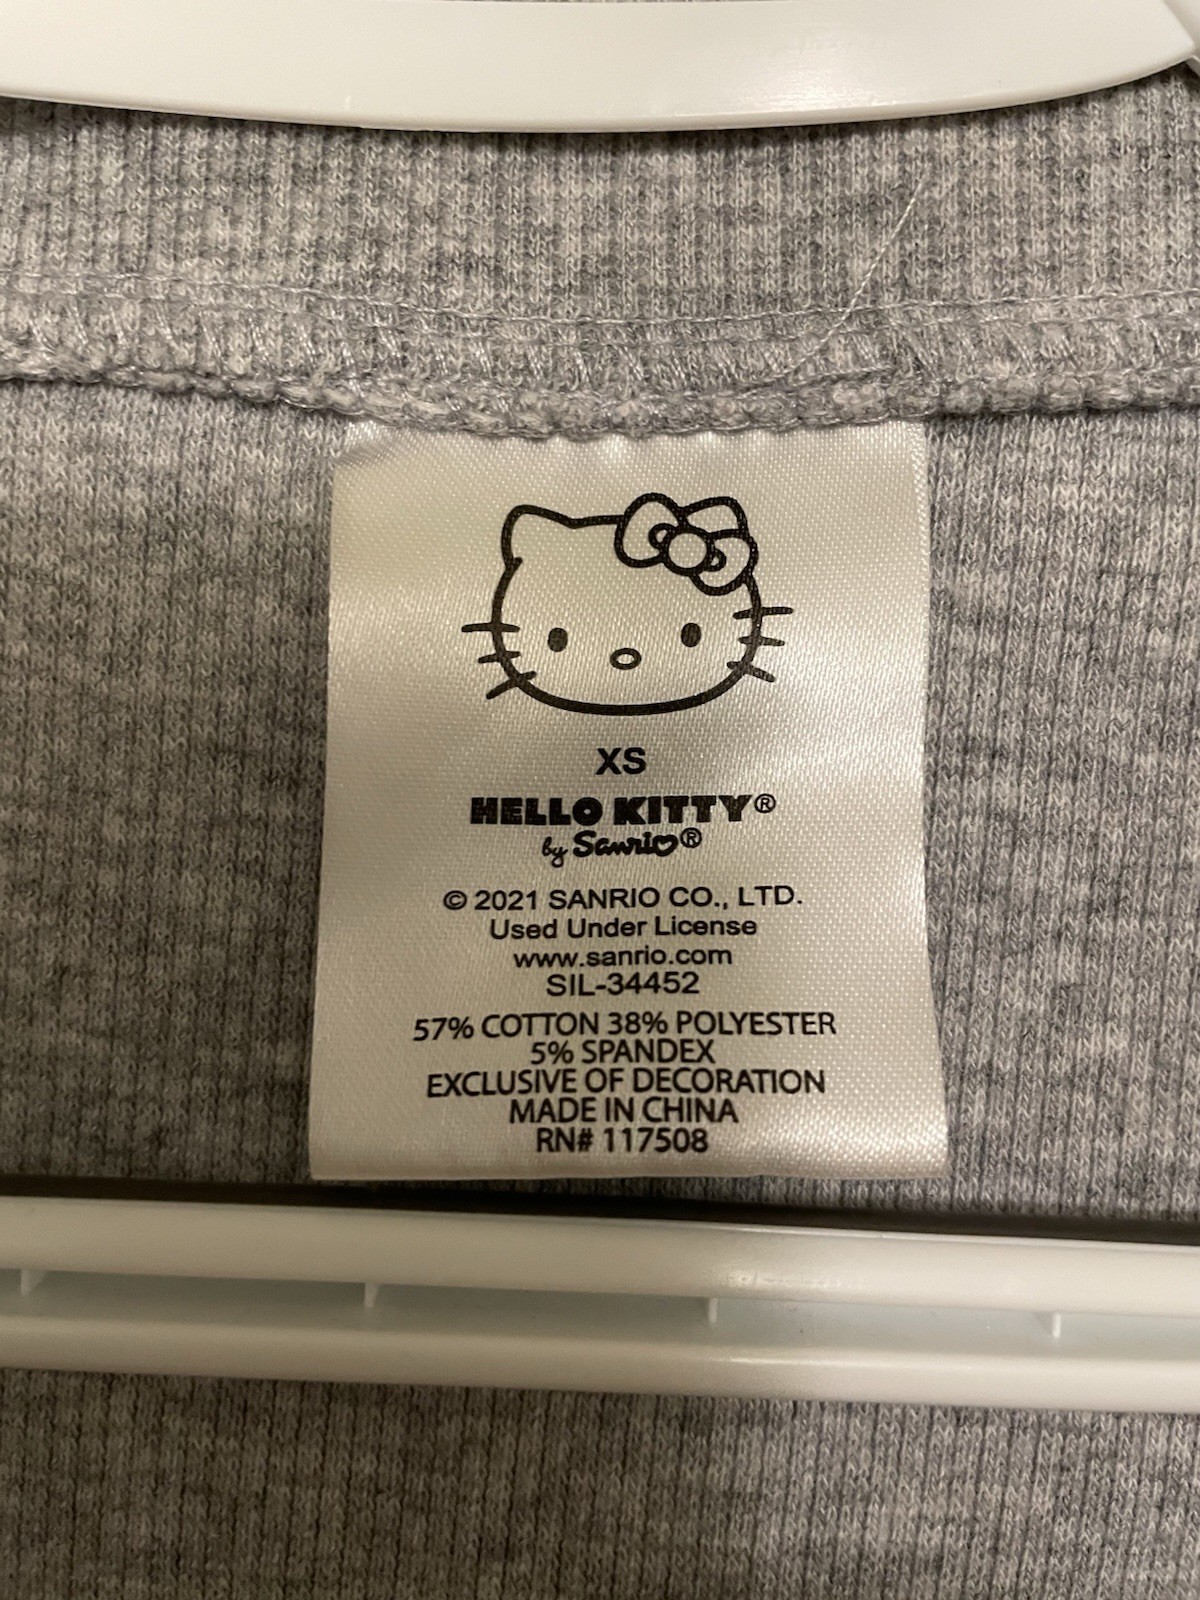 XS
HELLO KITTY®
by Sanrio®
© 2021 SANRIO CO., LTD.
Used Under License
www.sanrio.com
SIL-34452
57% COTTON 38% POLYESTER
5% SPANDEX
EXCLUSIVE OF DECORATION
MADE IN CHINA
RN# 117508